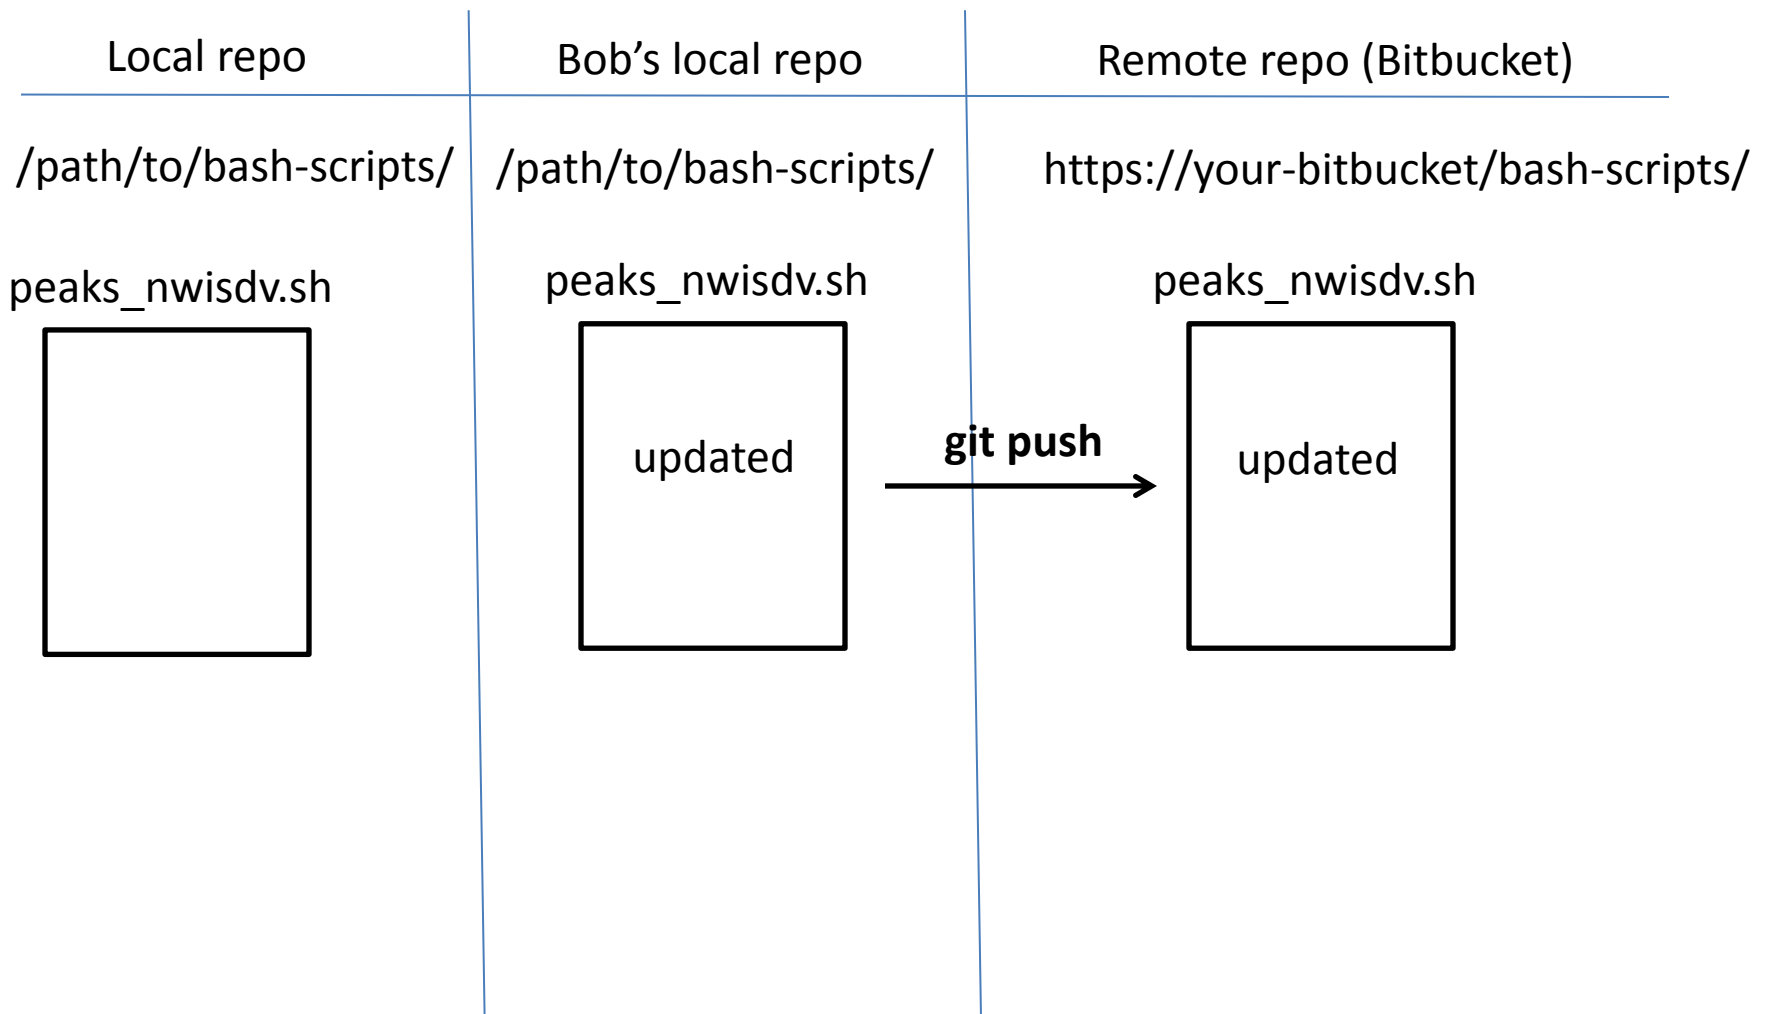 Local repo
Bob’s local repo
Remote repo (Bitbucket)
/path/to/bash-scripts/
/path/to/bash-scripts/
https://your-bitbucket/bash-scripts/
peaks_nwisdv.sh
peaks_nwisdv.sh
peaks_nwisdv.sh
updated
git push
updated